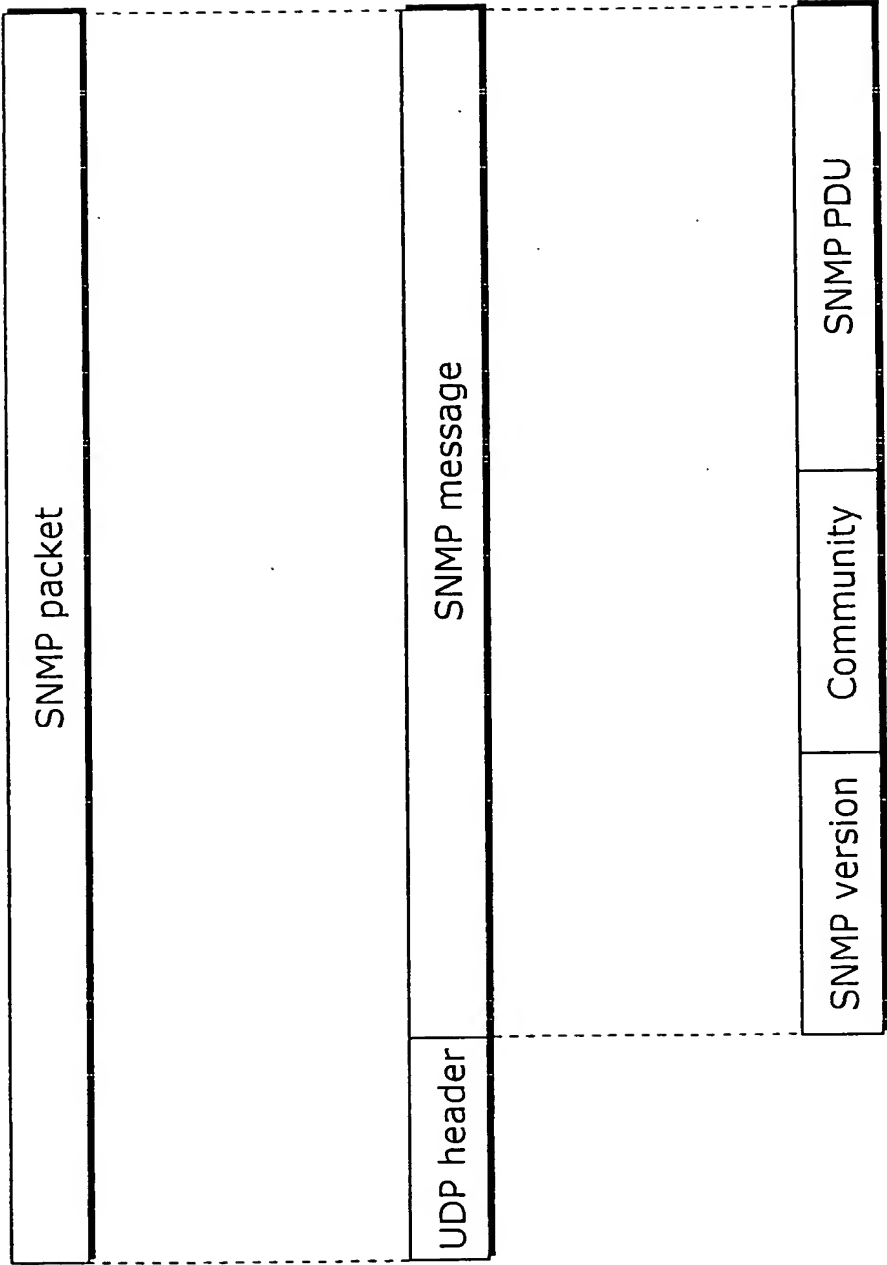 SNMP packet
UDP header
SNMP message
SNMP version
Community
SNMP PDU